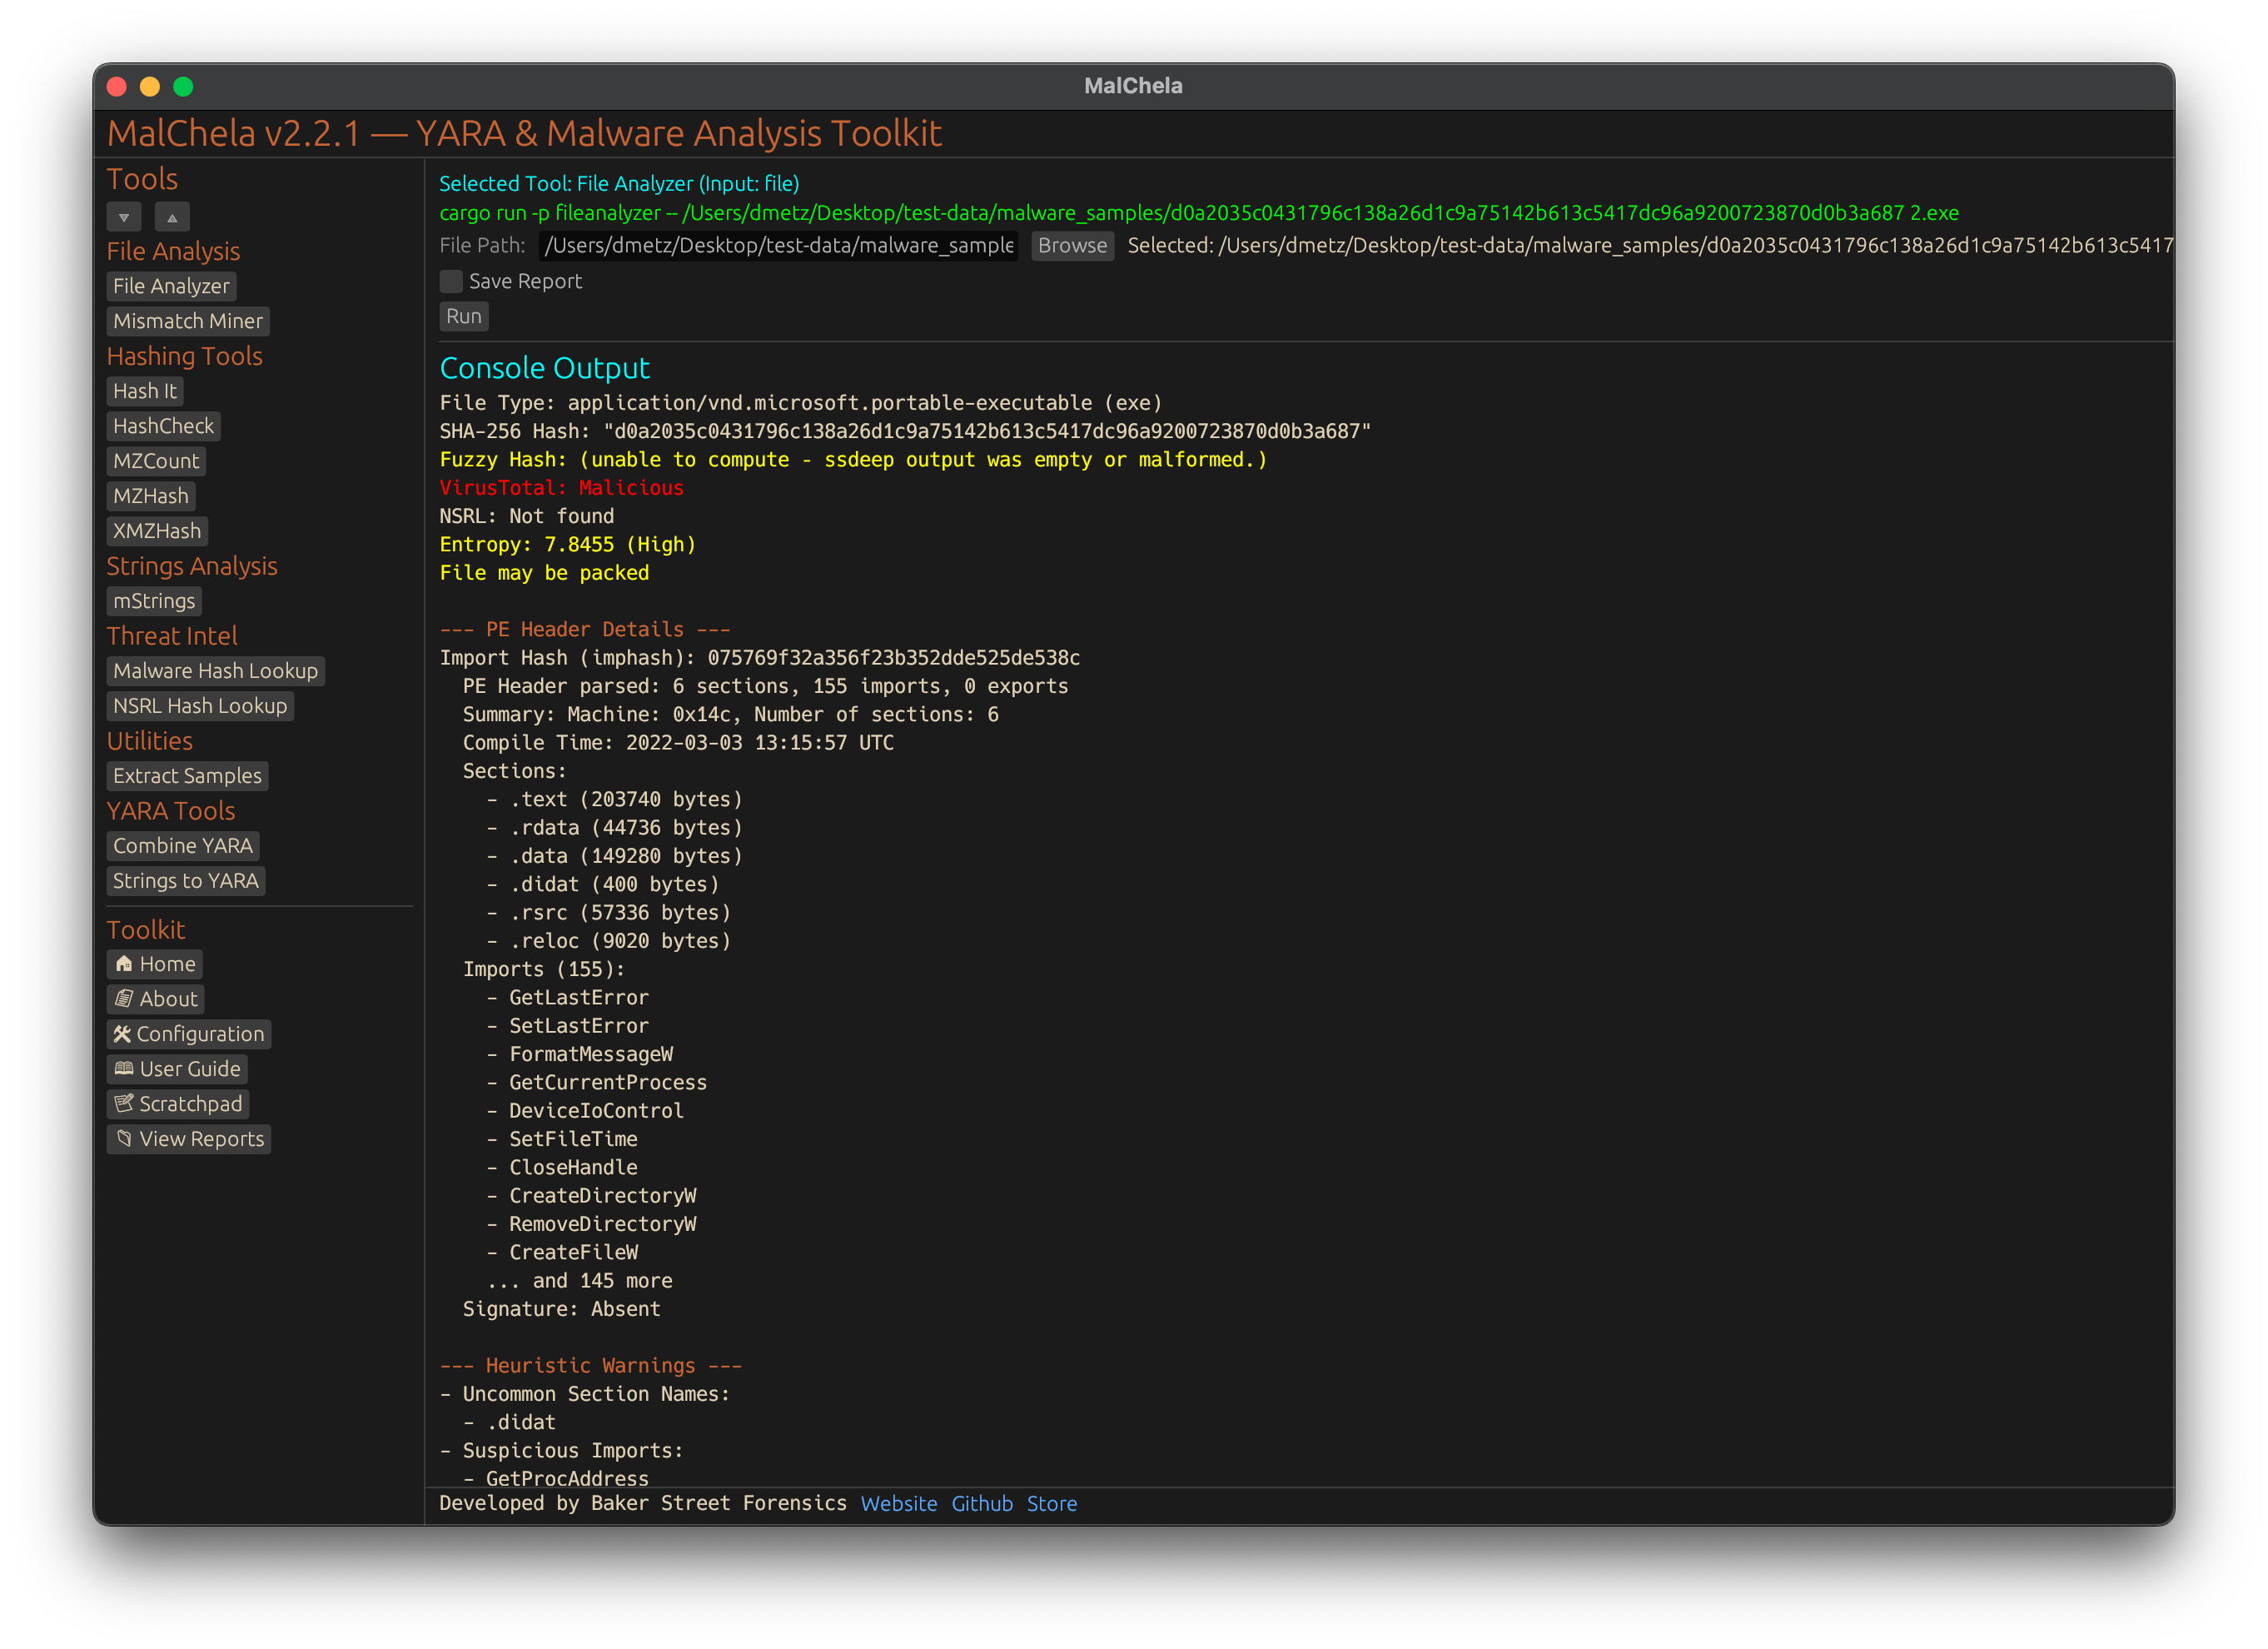 MalChela
MalChela v2.2.1 — YARA & Malware Analysis Toolkit
Tools
File Analysis
File Analyzer
Mismatch Miner
Hashing Tools
Hash It
HashCheck
MZCount
MZHash
XMZHash
Strings Analysis
mStrings
Threat Intel
Malware Hash Lookup
NSRL Hash Lookup
Utilities
Extract Samples
YARA Tools
Combine YARA
Strings to YARA
Toolkit
Home
About
Configuration
User Guide
Scratchpad
View Reports
Selected Tool: File Analyzer (Input: file)
cargo run -p fileanalyzer -- /Users/dmetz/Desktop/test-data/malware_samples/d0a2035c0431796c138a26d1c9a75142b613c5417dc96a9200723870d0b3a687 2.exe
File Path: /Users/dmetz/Desktop/test-data/malware_sample Browse Selected: /Users/dmetz/Desktop/test-data/malware_samples/d0a2035c0431796c138a26d1c9a75142b613c5417
Save Report
Run
Console Output
File Type: application/vnd.microsoft.portable-executable (exe)
SHA-256 Hash: "d0a2035c0431796c138a26d1c9a75142b613c5417dc96a9200723870d0b3a687"
Fuzzy Hash: (unable to compute - ssdeep output was empty or malformed.)
VirusTotal: Malicious
NSRL: Not found
Entropy: 7.8455 (High)
File may be packed
--- PE Header Details ---
Import Hash (imphash): 075769f32a356f23b352dde525de538c
PE Header parsed: 6 sections, 155 imports, 0 exports
Summary: Machine: 0x14c, Number of sections: 6
Compile Time: 2022-03-03 13:15:57 UTC
Sections:
- .text (203740 bytes)
- .rdata (44736 bytes)
- .data (149280 bytes)
- .didat (400 bytes)
- .rsrc (57336 bytes)
- .reloc (9020 bytes)
Imports (155):
- GetLastError
- SetLastError
- FormatMessageW
- GetCurrentProcess
- DeviceIoControl
- SetFileTime
- CloseHandle
- CreateDirectoryW
- RemoveDirectoryW
- CreateFileW
... and 145 more
Signature: Absent
--- Heuristic Warnings ---
- Uncommon Section Names:
- .didat
- Suspicious Imports:
- GetProcAddress
Developed by Baker Street Forensics Website Github Store